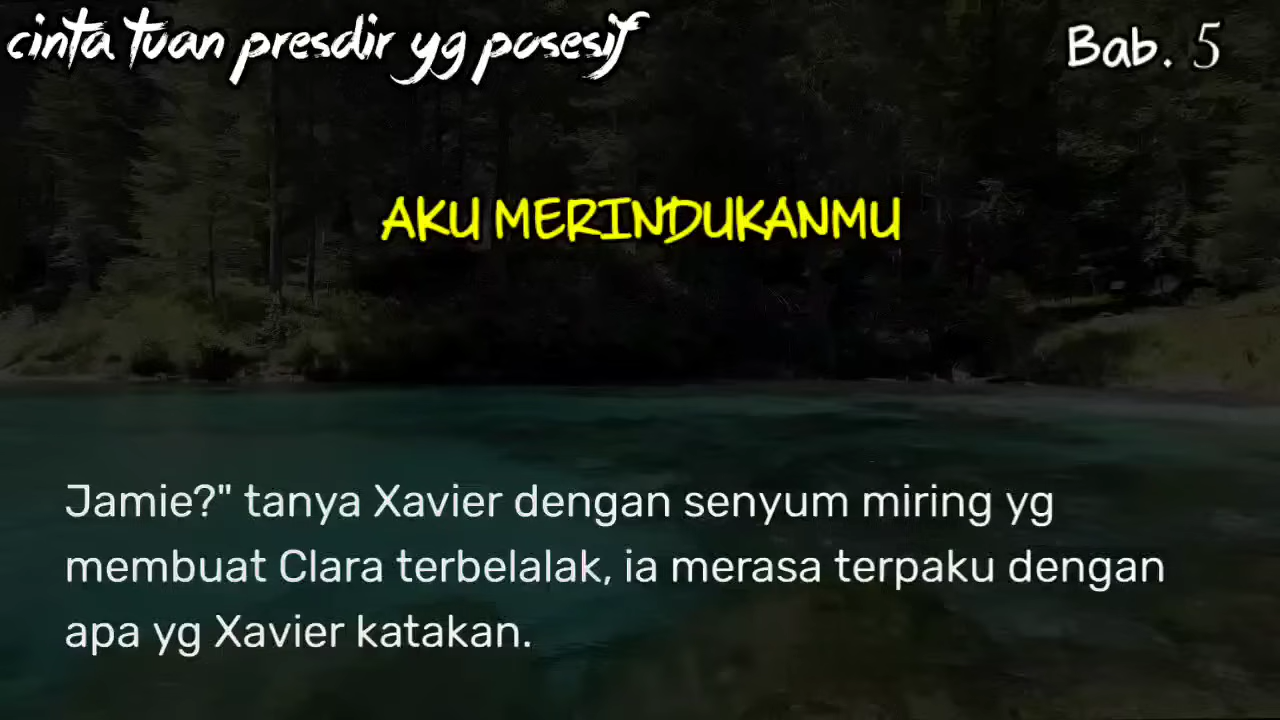 cinta tuan presdir yg posesif
Bab. 5
AKU MERINDUKANMU
Jamie?" tanya Xavier dengan senyum miring yg
membuat Clara terbelalak, ia merasa terpaku dengan
apa yg Xavier katakan.